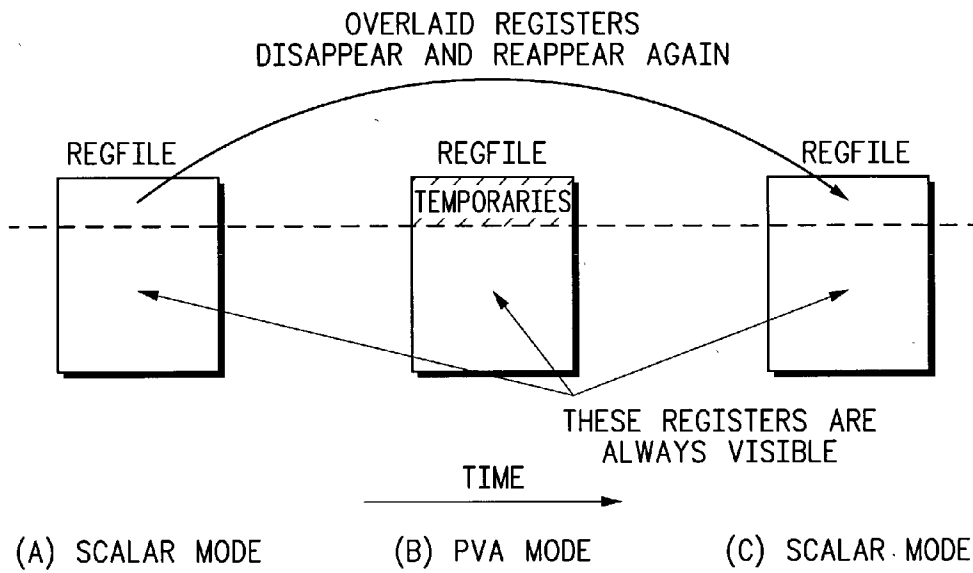 OVERLAID REGISTERS
DISAPPEAR AND REAPPEAR AGAIN
REGFILE
REGFILE
REGFILE
TEMPORARIES
THESE REGISTERS ARE
ALWAYS VISIBLE
TIME
(A) SCALAR MODE
(B) PVA MODE
(C) SCALAR MODE